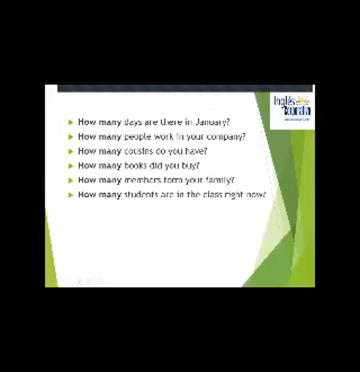 Inglés
Corporativo
How many days are there in January?
How many people work in your company?
How many cousins do you have?
How many books did you buy?
How many members form your family?
How many students are in the class right now?